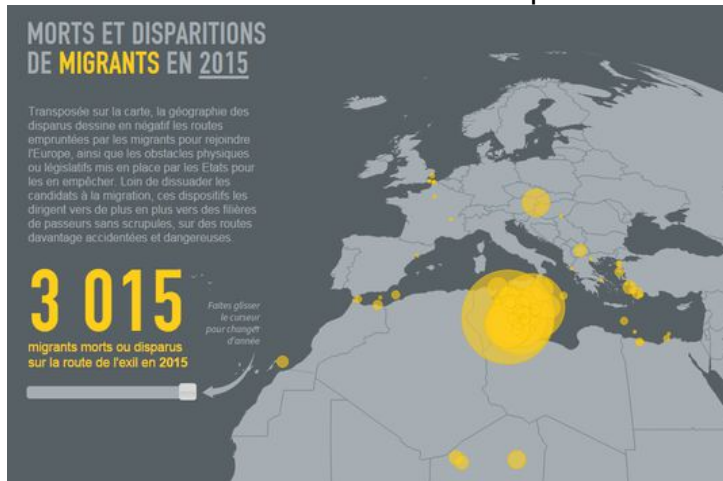 MORTS ET DISPARITIONS
DE MIGRANTS EN 2015
Transposée sur la carte, la géographie des
disparus dessine en négatif les routes
empruntées par les migrants pour rejoindre
l'Europe, ainsi que les obstacles physiques
ou législatifs mis en place par les Etats pour
les en empêcher. Loin de dissuader les
candidats à la migration, ces dispositifs les
dirigent vers de plus en plus vers des filières
de passeurs sans scrupules, sur des routes
davantage accidentées et dangereuses.
3 015
migrants morts ou disparus
sur la route de l'exil en 2015
Faites glisser
le curseur
pour changer
d'année